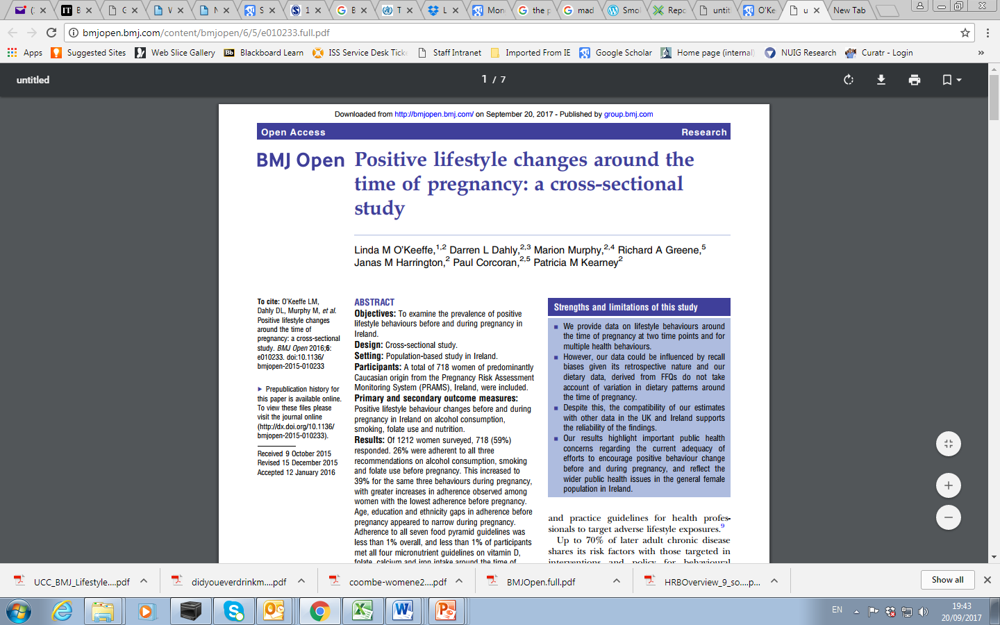 (
B
G
W
N
S
1
B
T
L
Mon
the p
mad
Smo
Repo
untit
O'Ke
u
New Tab
bmjopen.bmj.com/content/bmjopen/6/5/e010233.full.pdf
Apps Suggested Sites Web Slice Gallery Bb Blackboard Learn ISS Service Desk Ticke Staff Intranet Imported From IE Google Scholar Home page (internal) NUIG Research Curatr - Login »
untitled
1 / 7
Downloaded from http://bmjopen.bmj.com/ on September 20, 2017 - Published by group.bmj.com
Open Access Research
BMJ Open Positive lifestyle changes around the
time of pregnancy: a cross-sectional
study
Linda M O'Keeffe,1,2 Darren L Dahly,2,3 Marion Murphy,2,4 Richard A Greene,5
Janas M Harrington,2 Paul Corcoran,2,5 Patricia M Kearney2
To cite: O'Keeffe LM,
Dahly DL, Murphy M, et al.
Positive lifestyle changes
around the time of
pregnancy: a cross-sectional
study. BMJ Open 2016;6:
e010233. doi:10.1136/
bmjopen-2015-010233
► Prepublication history for
this paper is available online.
To view these files please
visit the journal online
(http://dx.doi.org/10.1136/
bmjopen-2015-010233).
Received 9 October 2015
Revised 15 December 2015
Accepted 12 January 2016
ABSTRACT
Objectives: To examine the prevalence of positive
lifestyle behaviours before and during pregnancy in
Ireland.
Design: Cross-sectional study.
Setting: Population-based study in Ireland.
Participants: A total of 718 women of predominantly
Caucasian origin from the Pregnancy Risk Assessment
Monitoring System (PRAMS), Ireland, were included.
Primary and secondary outcome measures:
Positive lifestyle behaviour changes before and during
pregnancy in Ireland on alcohol consumption,
smoking, folate use and nutrition.
Results: Of 1212 women surveyed, 718 (59%)
responded. 26% were adherent to all three
recommendations on alcohol consumption, smoking
and folate use before pregnancy. This increased to
39% for the same three behaviours during pregnancy,
with greater increases in adherence observed among
women with the lowest adherence before pregnancy.
Age, education and ethnicity gaps in adherence before
pregnancy appeared to narrow during pregnancy.
Adherence to all seven food pyramid guidelines was
less than 1% overall, and less than 1% of participants
met all four micronutrient guidelines on vitamin D,
folate, calcium and iron intake around the time of
Strengths and limitations of this study
▪ We provide data on lifestyle behaviours around
the time of pregnancy at two time points and for
multiple health behaviours.
▪ However, our data could be influenced by recall
biases given its retrospective nature and our
dietary data, derived from FFQs do not take
account of variation in dietary patterns around
the time of pregnancy.
▪ Despite this, the compatibility of our estimates
with other data in the UK and Ireland supports
the reliability of the findings.
▪ Our results highlight important public health
concerns regarding the current adequacy of
efforts to encourage positive behaviour change
before and during pregnancy, and reflect the
wider public health issues in the general female
population in Ireland.
and practice guidelines for health profes-
sionals to target adverse lifestyle exposures.9
Up to 70% of later adult chronic disease
shares its risk factors with those targeted in
interventions and policy for behavioural
UCC_BMJ_Lifestyle....pdf didyoueverdrinkm....pdf coombe-womene2....pdf BMJOpen.full.pdf HRBOverview_9_so....p... Show all
EN 19:43
20/09/2017